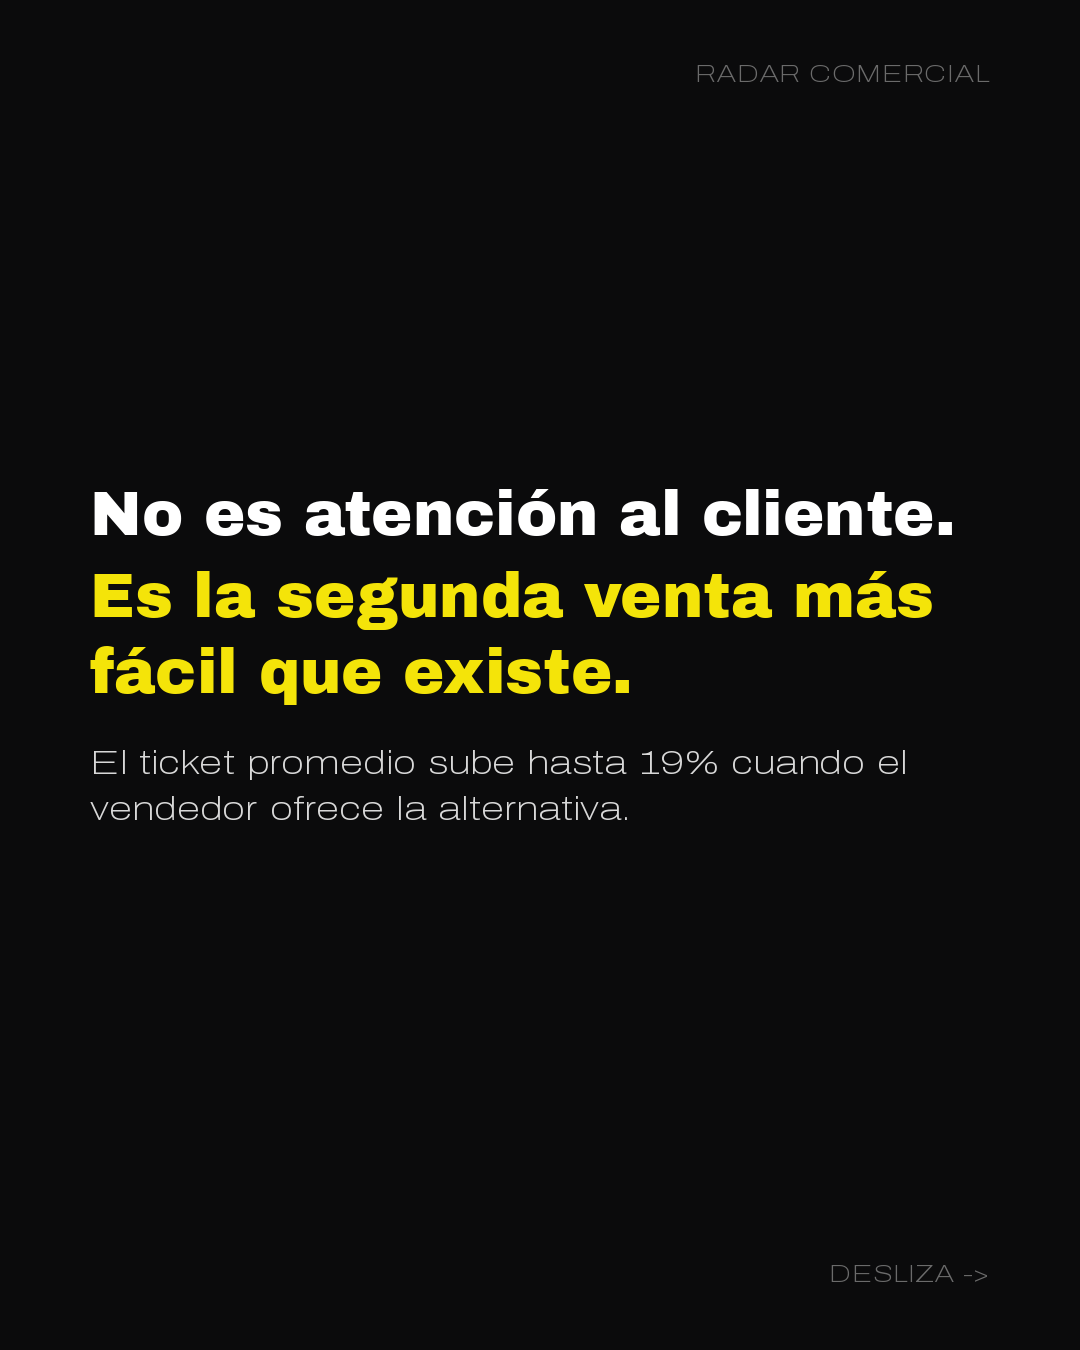 RADAR COMERCIAL
No es atención al cliente.
Es la segunda venta más
fácil que existe.
El ticket promedio sube hasta 19% cuando el
vendedor ofrece la alternativa.
DESLIZA ->